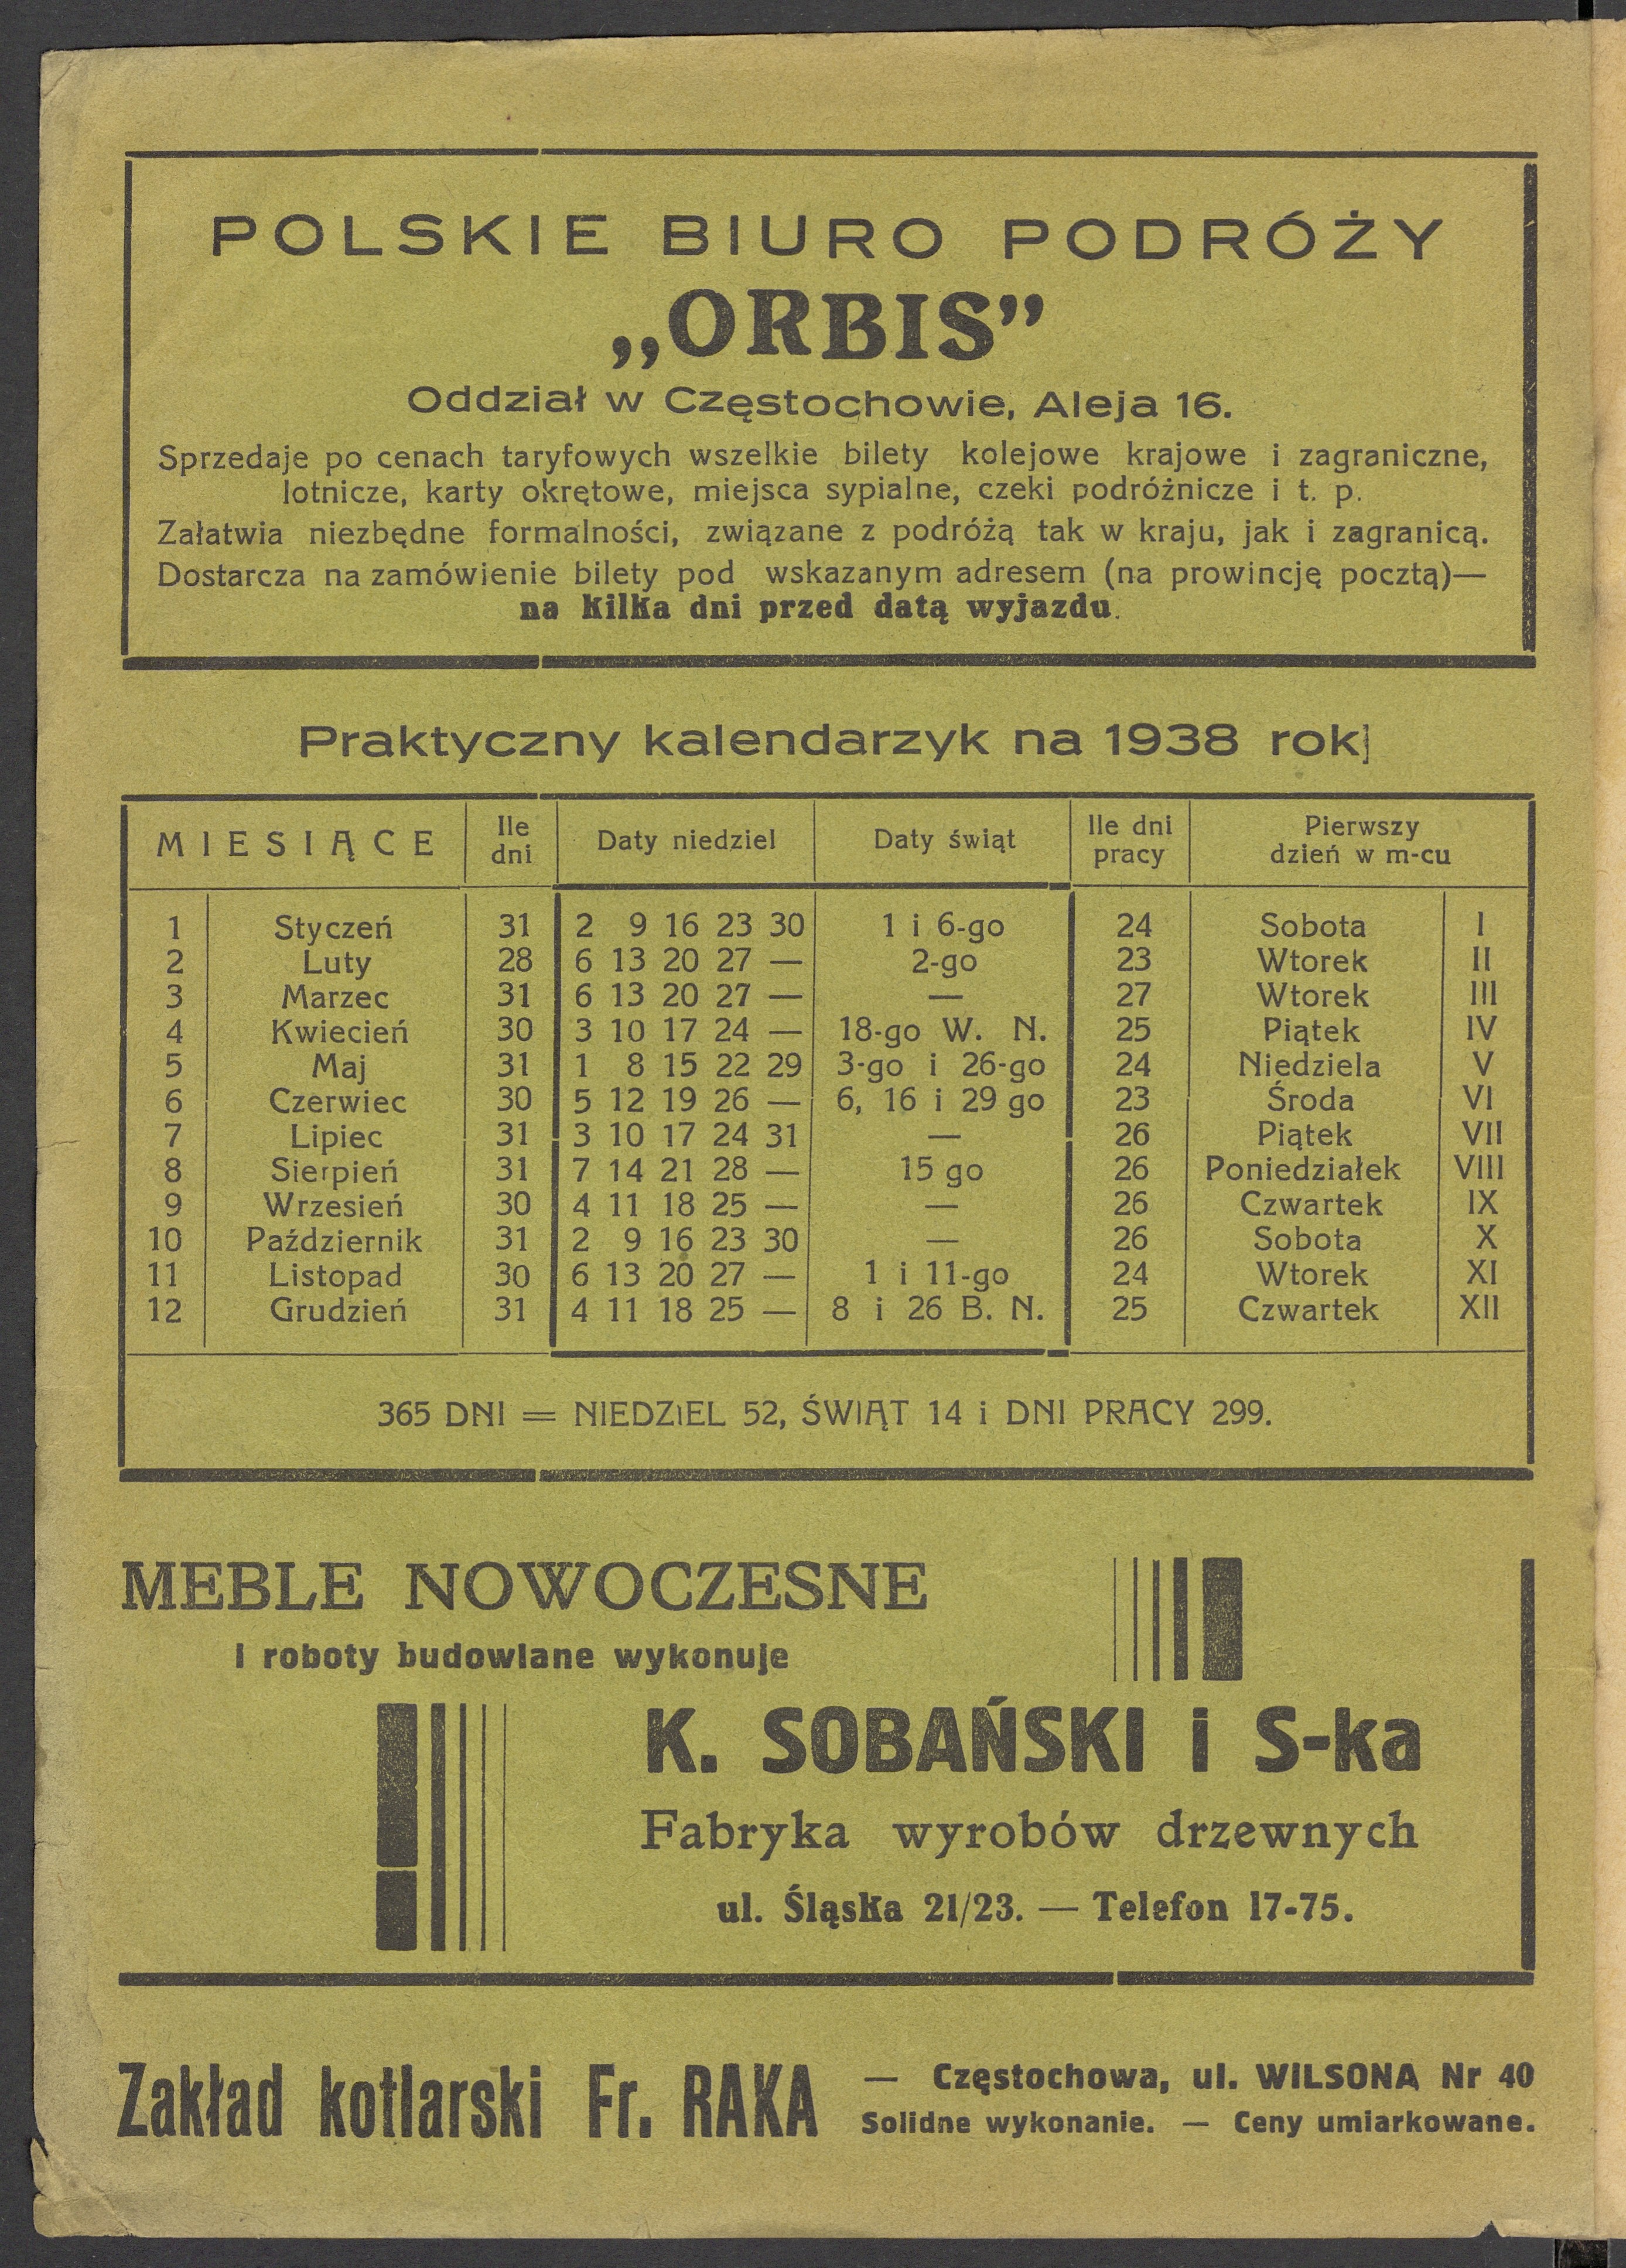 POLSKIE BIURO PODRÓŻY
„ORBIS”
Oddział w Częstochowie, Aleja 16.
Sprzedaje po cenach taryfowych wszelkie bilety kolejowe krajowe i zagraniczne,
lotnicze, karty okrętowe, miejsca sypialne, czeki podróżnicze i t. p.
Załatwia niezbędne formalności, związane z podróżą tak w kraju, jak i zagranicą.
Dostarcza na zamówienie bilety pod wskazanym adresem (na prowincję pocztą)—
na kilka dni przed datą wyjazdu.
Praktyczny kalendarzyk na 1938 rok
MIESIĄCE Ile dni Daty niedziel Daty świąt Ile dni pracy Pierwszy dzień w m-cu
1 Styczeń 31 2 9 16 23 30 1 i 6-go 24 Sobota I
2 Luty 28 6 13 20 27 — 2-go 23 Wtorek II
3 Marzec 31 6 13 20 27 — — 27 Wtorek III
4 Kwiecień 30 3 10 17 24 — 18-go W. N. 25 Piątek IV
5 Maj 31 1 8 15 22 29 3-go i 26-go 24 Niedziela V
6 Czerwiec 30 5 12 19 26 — 6, 16 i 29 go 23 Środa VI
7 Lipiec 31 3 10 17 24 31 — 26 Piątek VII
8 Sierpień 31 7 14 21 28 — 15 go 26 Poniedziałek VIII
9 Wrzesień 30 4 11 18 25 — — 26 Czwartek IX
10 Październik 31 2 9 16 23 30 — 26 Sobota X
11 Listopad 30 6 13 20 27 — 1 i 11-go 24 Wtorek XI
12 Grudzień 31 4 11 18 25 — 8 i 26 B. N. 25 Czwartek XII
365 DNI = NIEDZIEL 52, ŚWIĄT 14 i DNI PRACY 299.
MEBLE NOWOCZESNE
I roboty budowlane wykonuje
K. SOBAŃSKI i S-ka
Fabryka wyrobów drzewnych
ul. Śląska 21/23. — Telefon 17-75.
Zakład kotlarski Fr. RAKA — Częstochowa, ul. WILSONA Nr 40
Solidne wykonanie. — Ceny umiarkowane.